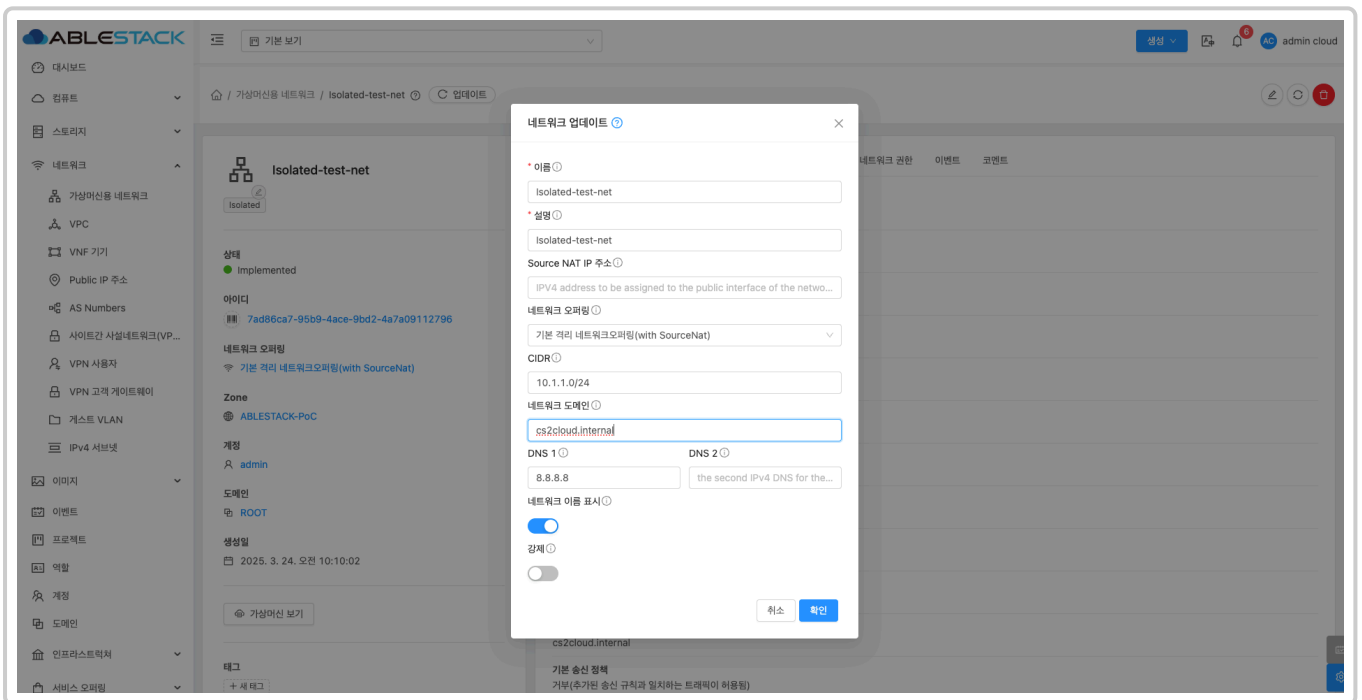 ABLESTACK
기본 보기
생성
6
AC
admin cloud
대시보드
컴퓨트
스토리지
네트워크
가상머신용 네트워크
VPC
VNF 기기
Public IP 주소
AS Numbers
사이트간 사설네트워크(VP...
VPN 사용자
VPN 고객 게이트웨이
게스트 VLAN
IPv4 서브넷
이미지
이벤트
프로젝트
역할
계정
도메인
인프라스트럭쳐
서비스 오퍼링
/ 가상머신용 네트워크 / Isolated-test-net
업데이트
Isolated-test-net
Isolated
상태
Implemented
아이디
7ad86ca7-95b9-4ace-9bd2-4a7a09112796
네트워크 오퍼링
기본 격리 네트워크오퍼링(with SourceNat)
Zone
ABLESTACK-PoC
계정
admin
도메인
ROOT
생성일
2025. 3. 24. 오전 10:10:02
가상머신 보기
태그
+ 새 태그
네트워크 권한
이벤트
코멘트
네트워크 업데이트
* 이름
Isolated-test-net
* 설명
Isolated-test-net
Source NAT IP 주소
IPV4 address to be assigned to the public interface of the netwo...
네트워크 오퍼링
기본 격리 네트워크오퍼링(with SourceNat)
CIDR
10.1.1.0/24
네트워크 도메인
cs2cloud.internal
DNS 1
DNS 2
8.8.8.8
the second IPv4 DNS for the...
네트워크 이름 표시
강제
취소
확인
cs2cloud.internal
기본 송신 정책
거부(추가된 송신 규칙과 일치하는 트래픽이 허용됨)